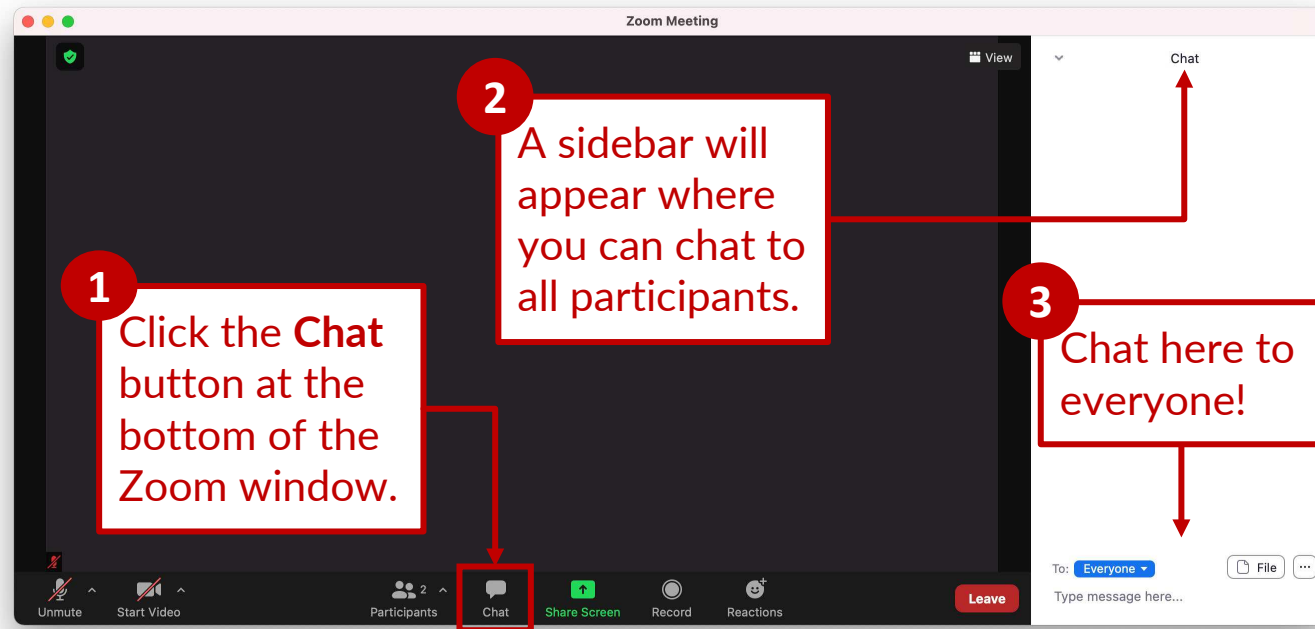 Zoom Meeting
View
Chat
1
Click the Chat
button at the
bottom of the
Zoom window.
2
A sidebar will
appear where
you can chat to
all participants.
3
Chat here to
everyone!
To: Everyone
File
Type message here...
Unmute
Start Video
2
Participants
Chat
Share Screen
Record
Reactions
Leave